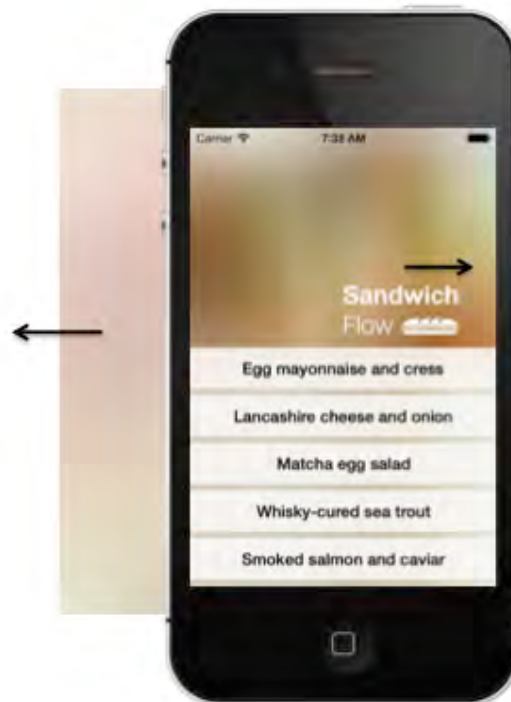 Carrier 7:38 AM
Sandwich
Flow
Egg mayonnaise and cress
Lancashire cheese and onion
Matcha egg salad
Whisky-cured sea trout
Smoked salmon and caviar